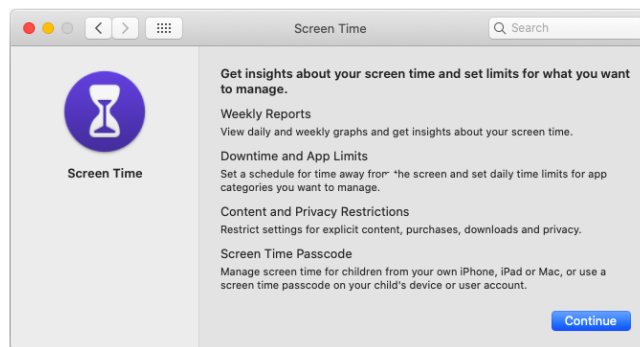 Screen Time
Search
Get insights about your screen time and set limits for what you want
to manage.
Weekly Reports
View daily and weekly graphs and get insights about your screen time.
Screen Time
Downtime and App Limits
Set a schedule for time away from the screen and set daily time limits for app
categories you want to manage.
Content and Privacy Restrictions
Restrict settings for explicit content, purchases, downloads and privacy.
Screen Time Passcode
Manage screen time for children from your own iPhone, iPad or Mac, or use a
screen time passcode on your child's device or user account.
Continue